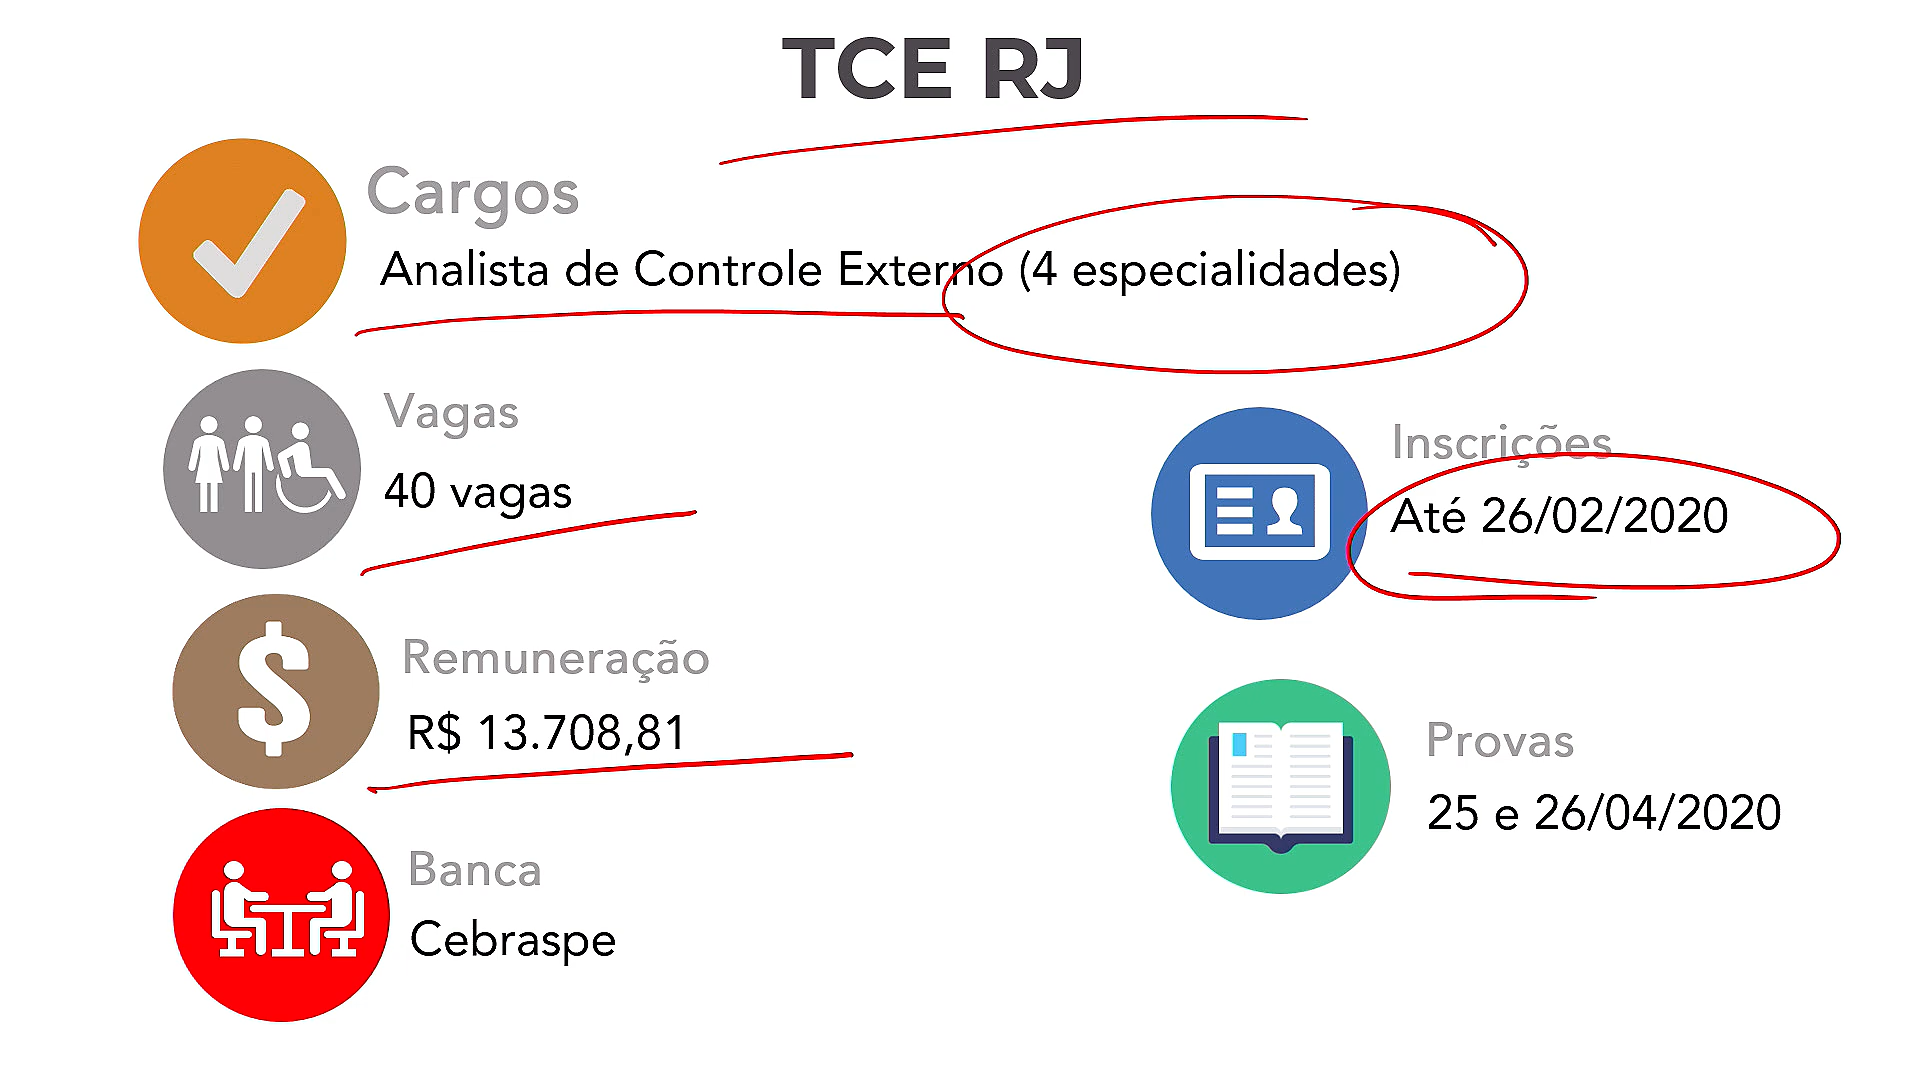 TCE RJ
Cargos
Analista de Controle Externo (4 especialidades)
Vagas
40 vagas
Remuneração
R$ 13.708,81
Banca
Cebraspe
Inscrições
Até 26/02/2020
Provas
25 e 26/04/2020